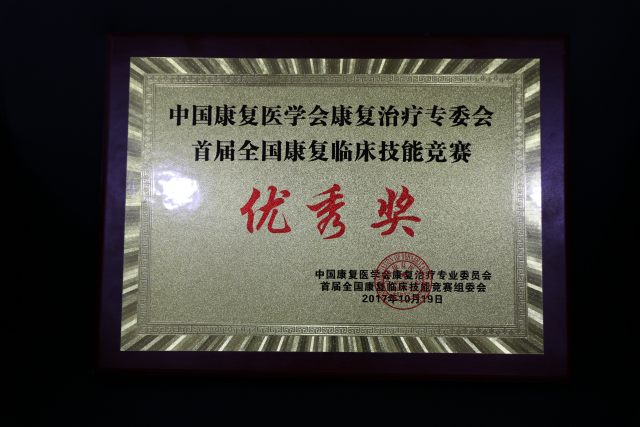 中国康复医学会康复治疗专委会
首届全国康复临床技能竞赛
优秀奖
中国康复医学会康复治疗专业委员会
首届全国康复临床技能竞赛组委会
2017年10月19日